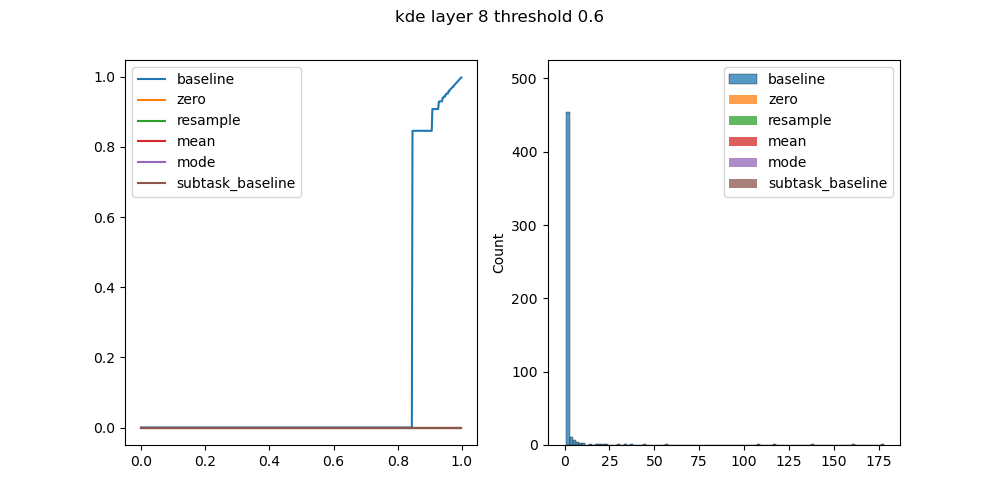 kde layer 8 threshold 0.6
1.0
0.8
0.6
0.4
0.2
0.0
0.0 0.2 0.4 0.6 0.8 1.0
baseline
zero
resample
mean
mode
subtask_baseline
Count
500
400
300
200
100
0
0 25 50 75 100 125 150 175
baseline
zero
resample
mean
mode
subtask_baseline